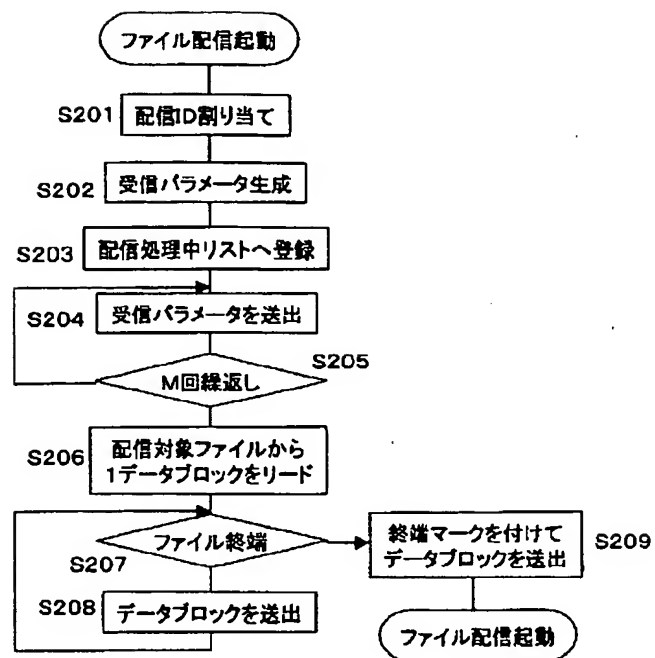 ファイル配信起動
S201 配信ID割り当て
S202 受信パラメータ生成
S203 配信処理中リストへ登録
S204 受信パラメータを送出
S205
M回繰返し
S206 配信対象ファイルから
1データブロックをリード
S207 ファイル終端
終端マークを付けて
データブロックを送出
S209
S208 データブロックを送出
ファイル配信起動